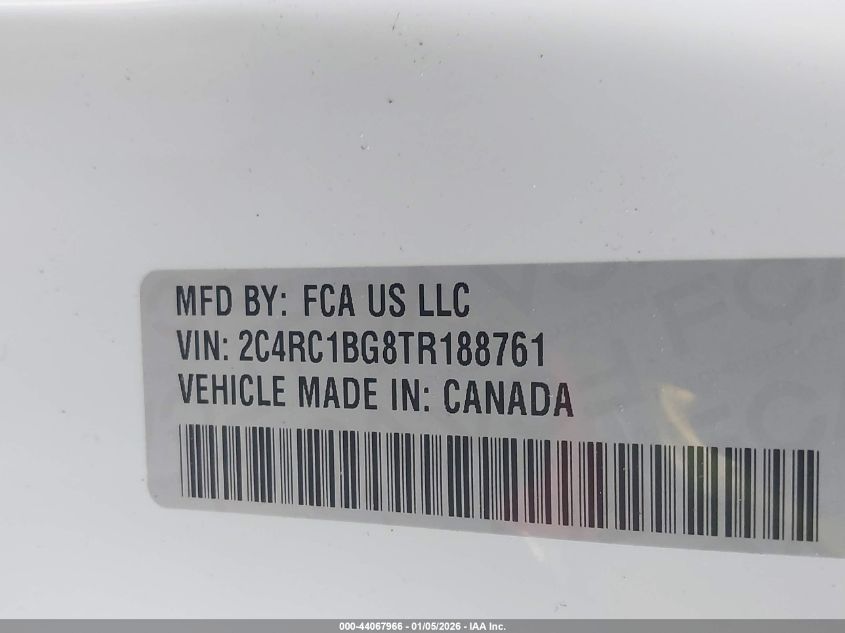 MFD BY: FCA US LLC
VIN: 2C4RC1BG8TR188761
VEHICLE MADE IN: CANADA
000-44067966 - 01/05/2026 - IAA Inc.